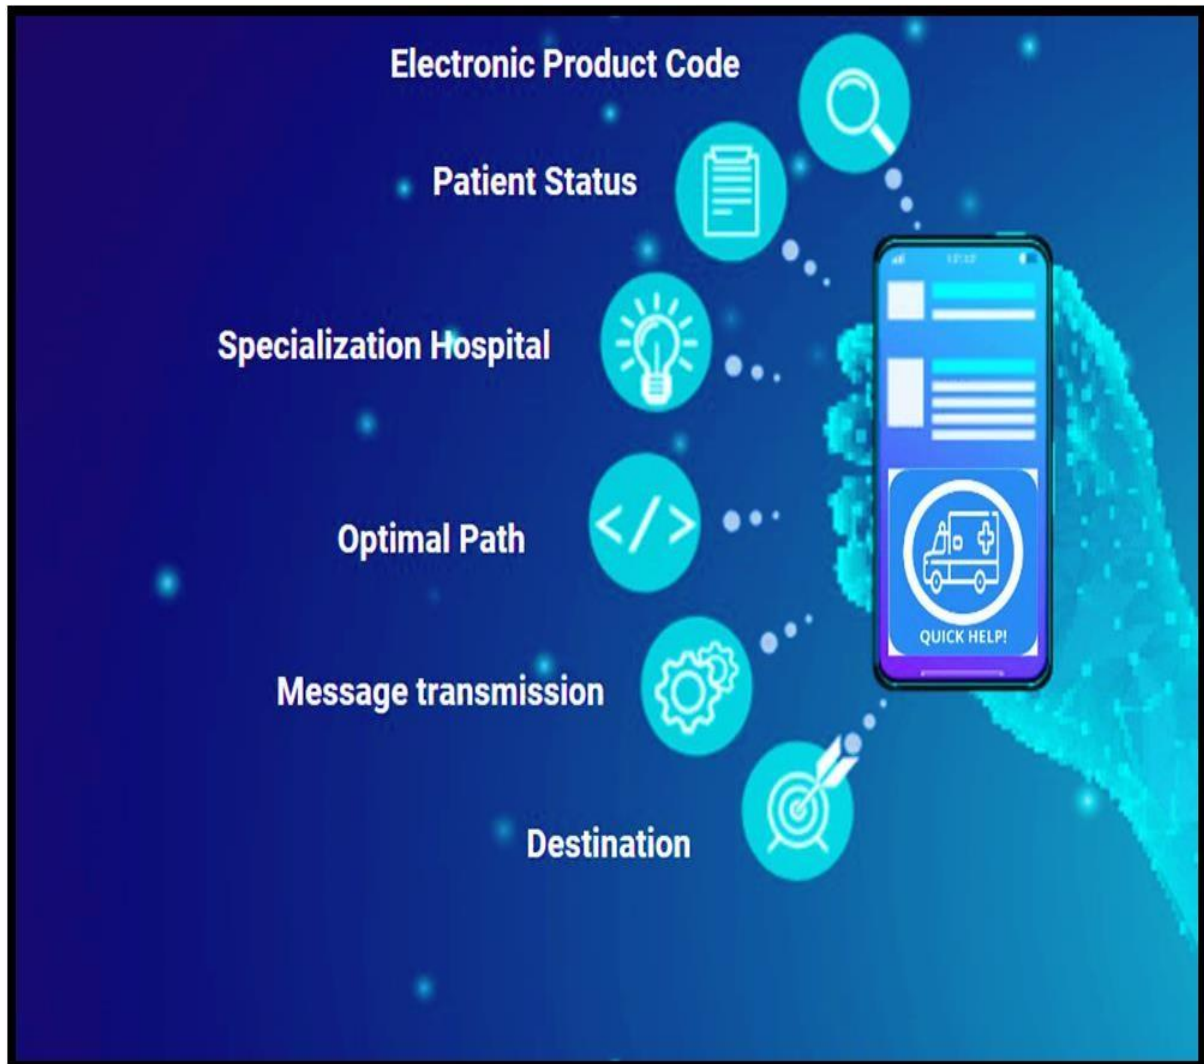 Electronic Product Code
Patient Status
Specialization Hospital
Optimal Path
Message transmission
Destination
QUICK HELP!